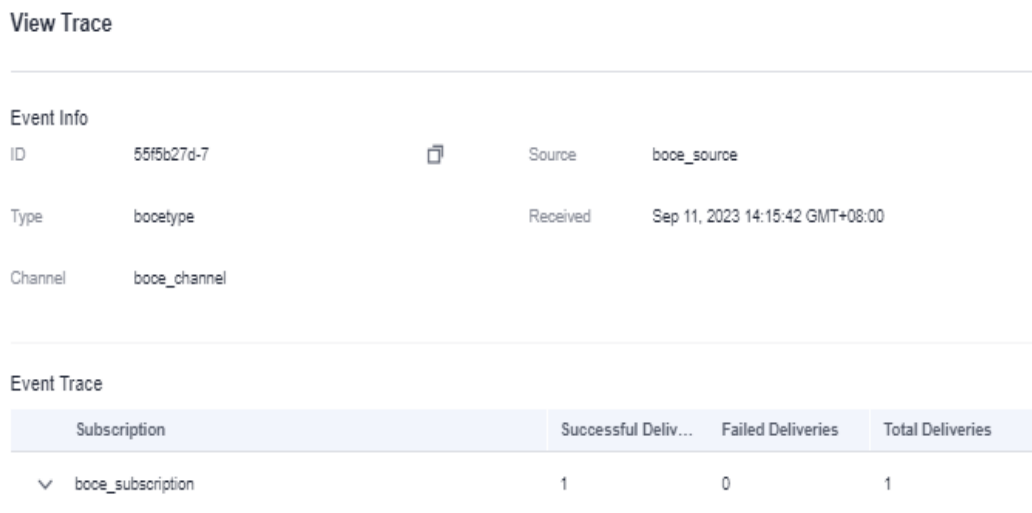 View Trace
Event Info
ID 55f5b27d-7 Source boce_source
Type bocetype Received Sep 11, 2023 14:15:42 GMT+08:00
Channel boce_channel
Event Trace
Subscription Successful Deliv... Failed Deliveries Total Deliveries
boce_subscription 1 0 1